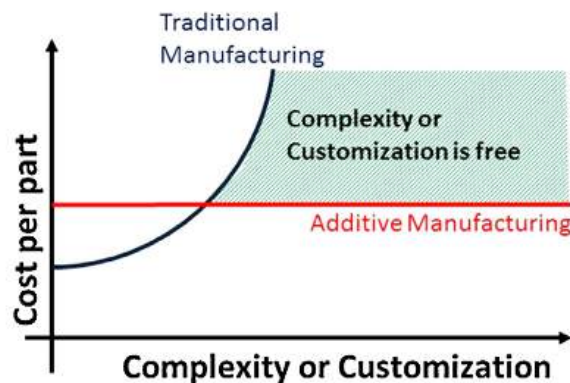 Traditional
Manufacturing
Complexity or
Customization is free
Additive Manufacturing
Cost per part
Complexity or Customization